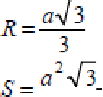 R = a√3/3
S = a²√3